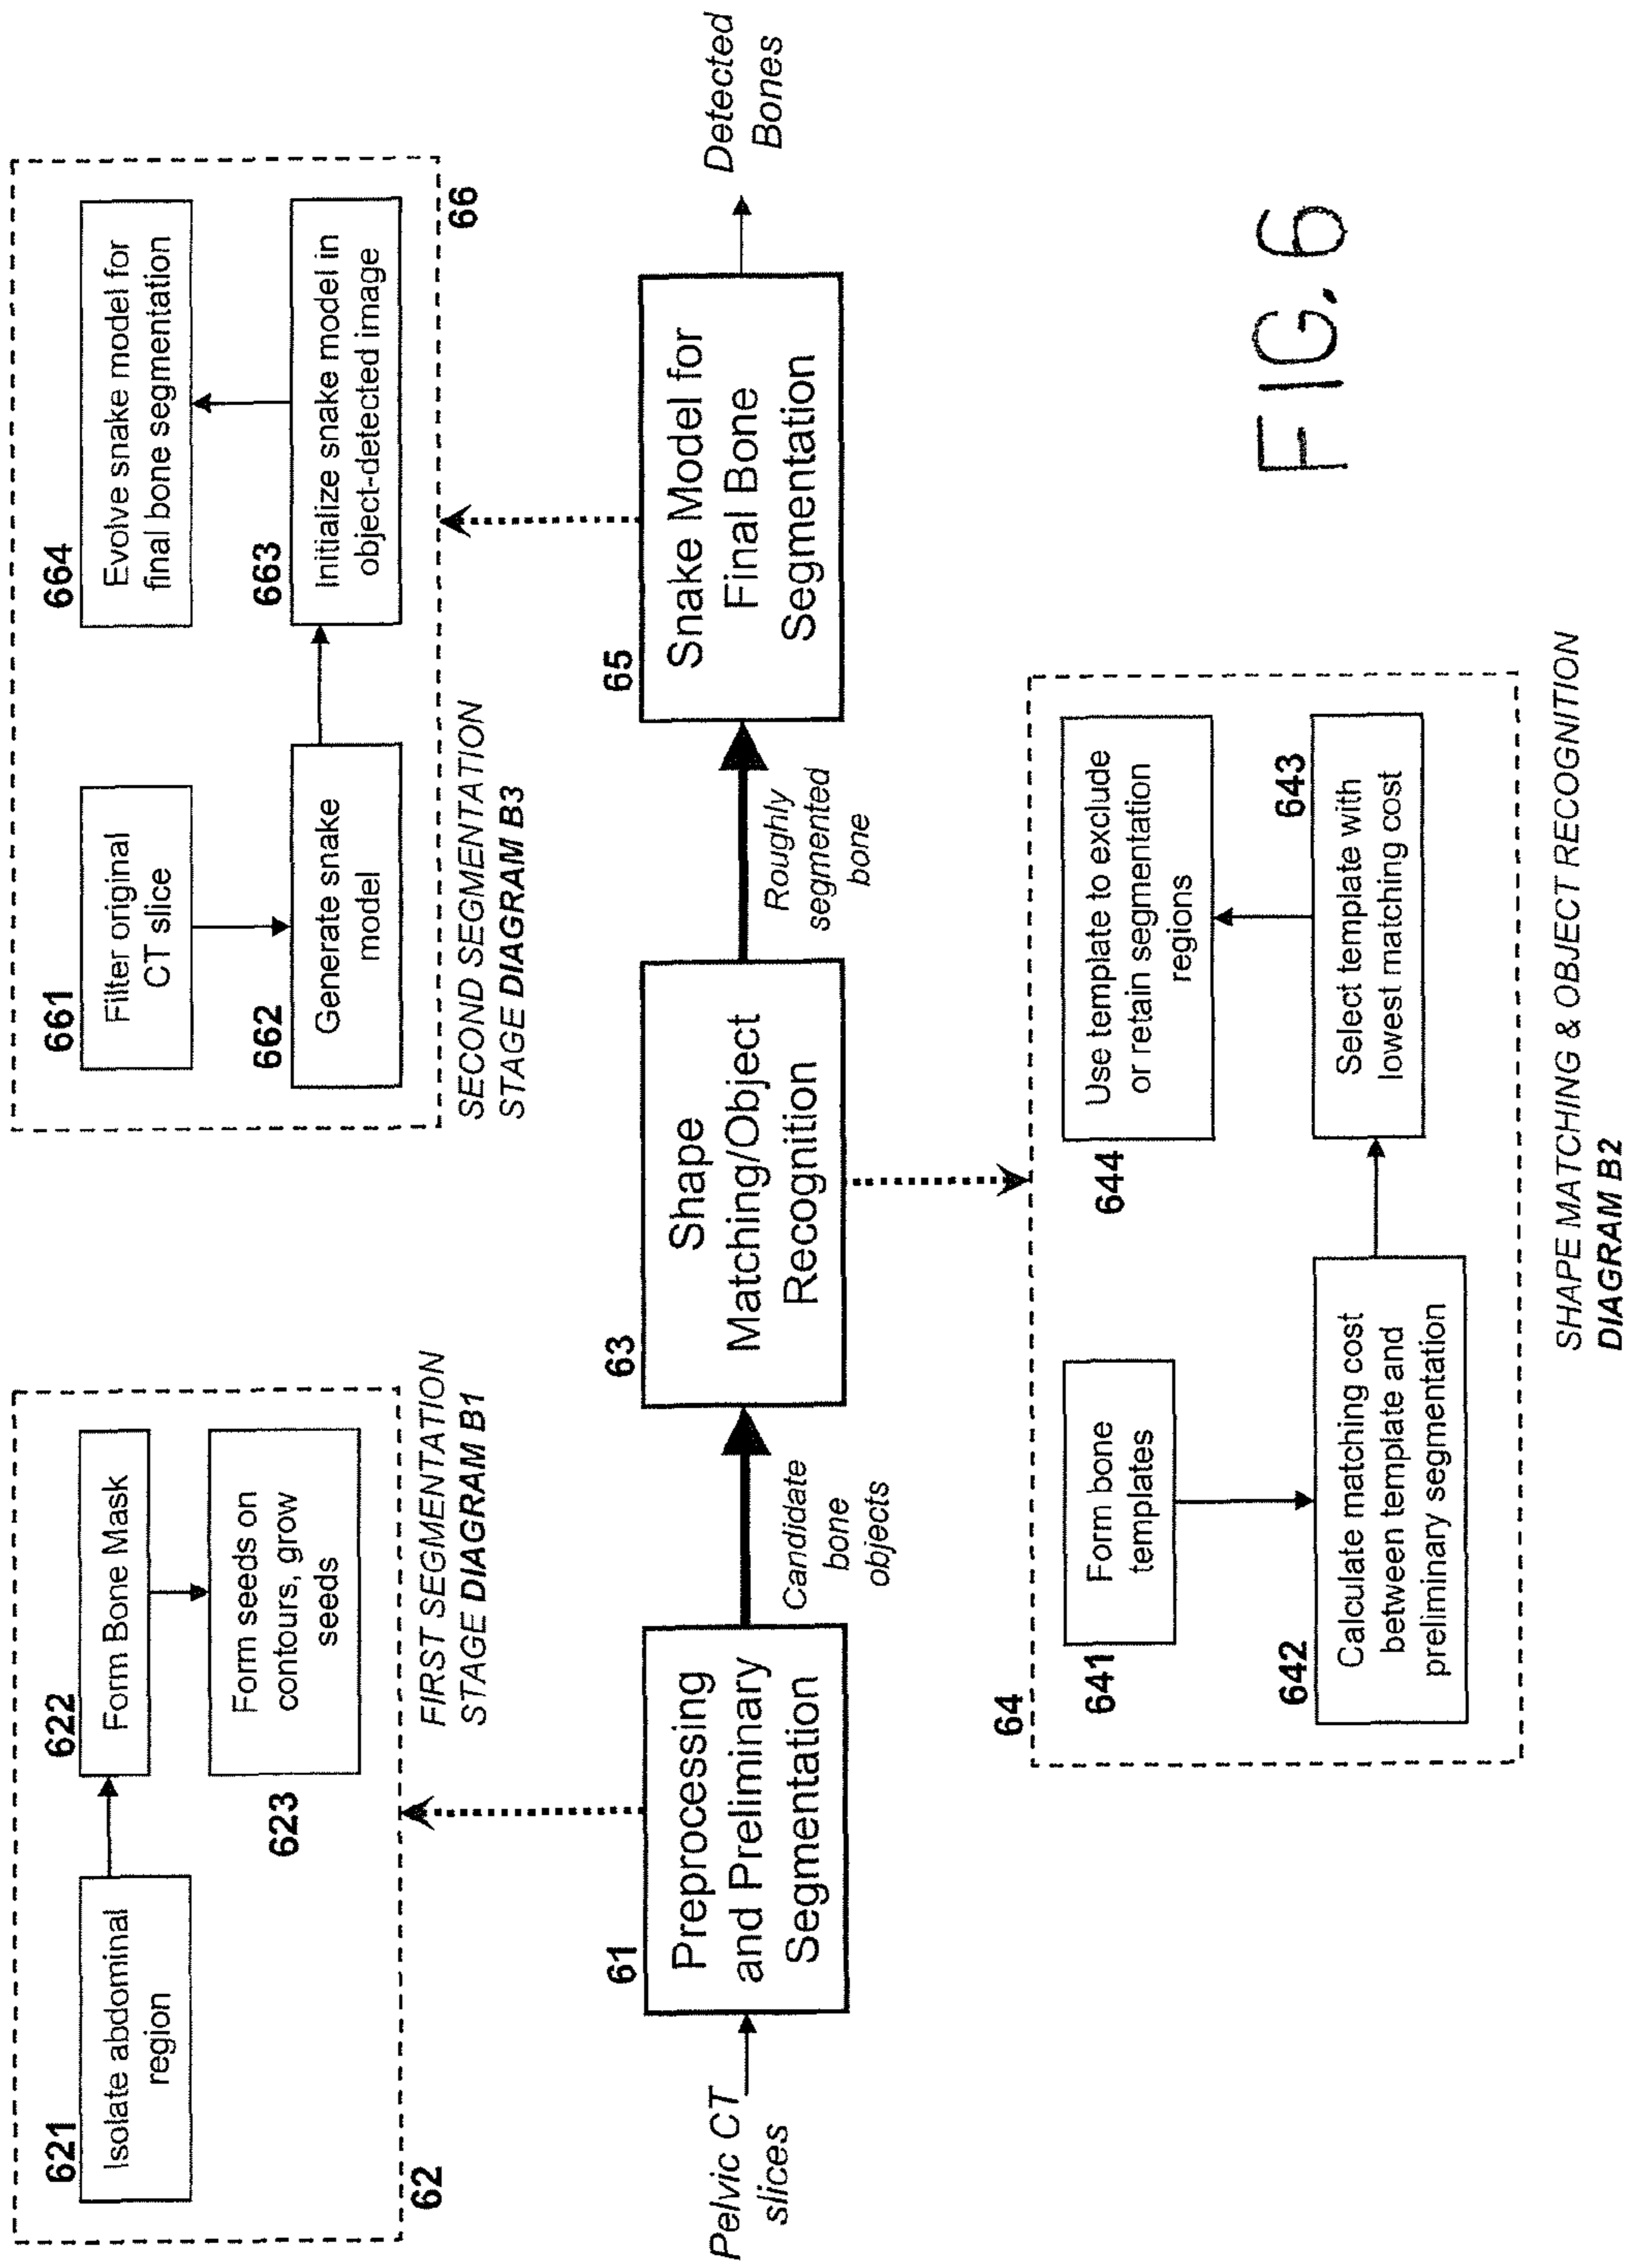 621
Isolate abdominal
region
622
Form Bone Mask
623
Form seeds on
contours, grow
seeds
62
FIRST SEGMENTATION
STAGE DIAGRAM B1
661
Filter original
CT slice
662
Generate snake
model
664
Evolve snake model for
final bone segmentation
663
Initialize snake model in
object-detected image
66
SECOND SEGMENTATION
STAGE DIAGRAM B3
Pelvic CT
slices
61
Preprocessing
and Preliminary
Segmentation
Candidate
bone
objects
63
Shape
Matching/Object
Recognition
Roughly
segmented
bone
65
Snake Model for
Final Bone
Segmentation
Detected
Bones
64
641
Form bone
templates
642
Calculate matching cost
between template and
preliminary segmentation
644
Use template to exclude
or retain segmentation
regions
643
Select template with
lowest matching cost
SHAPE MATCHING & OBJECT RECOGNITION
DIAGRAM B2
FIG. 6